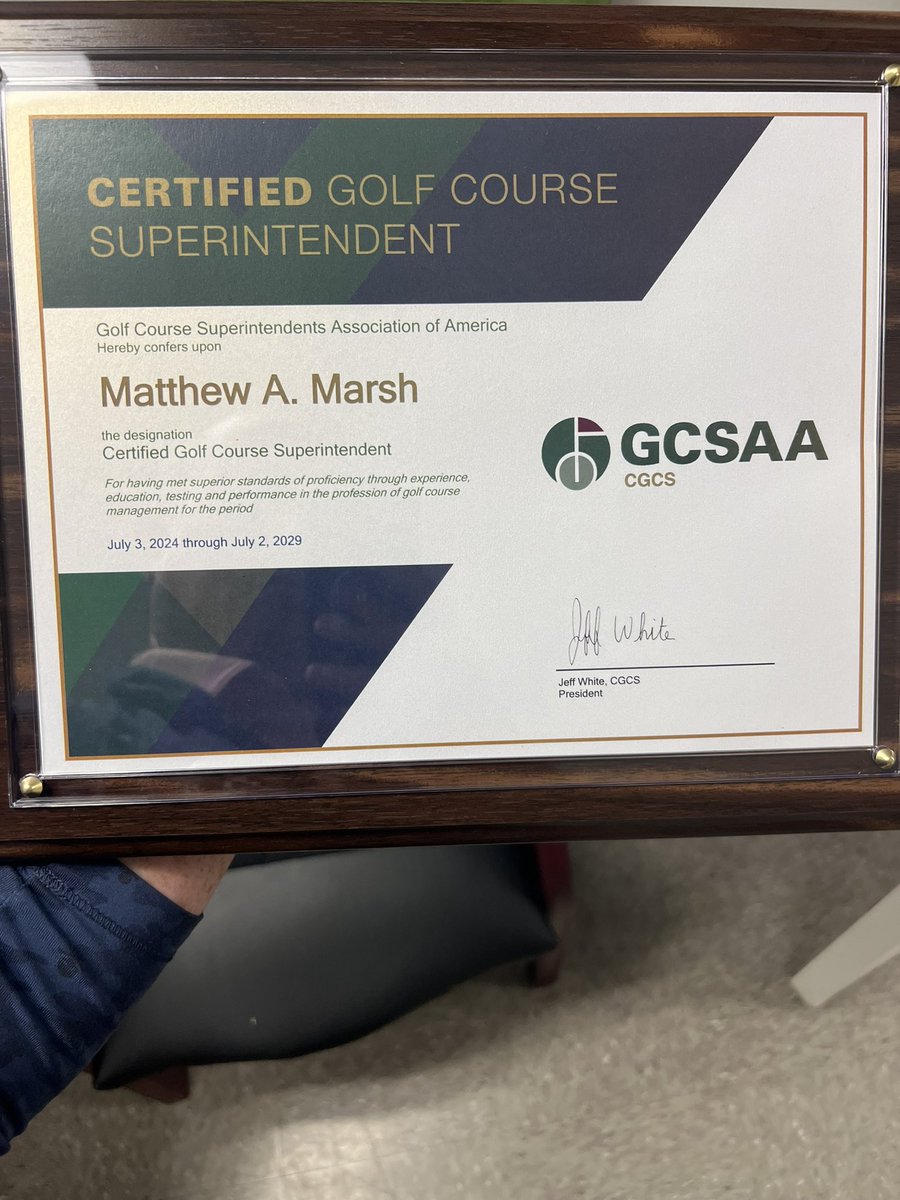 CERTIFIED GOLF COURSE
SUPERINTENDENT
Golf Course Superintendents Association of America
Hereby confers upon
Matthew A. Marsh
the designation
Certified Golf Course Superintendent
For having met superior standards of proficiency through experience,
education, testing and performance in the profession of golf course
management for the period
July 3, 2024 through July 2, 2029
GCSAA
CGCS
Jeff White
Jeff White, CGCS
President